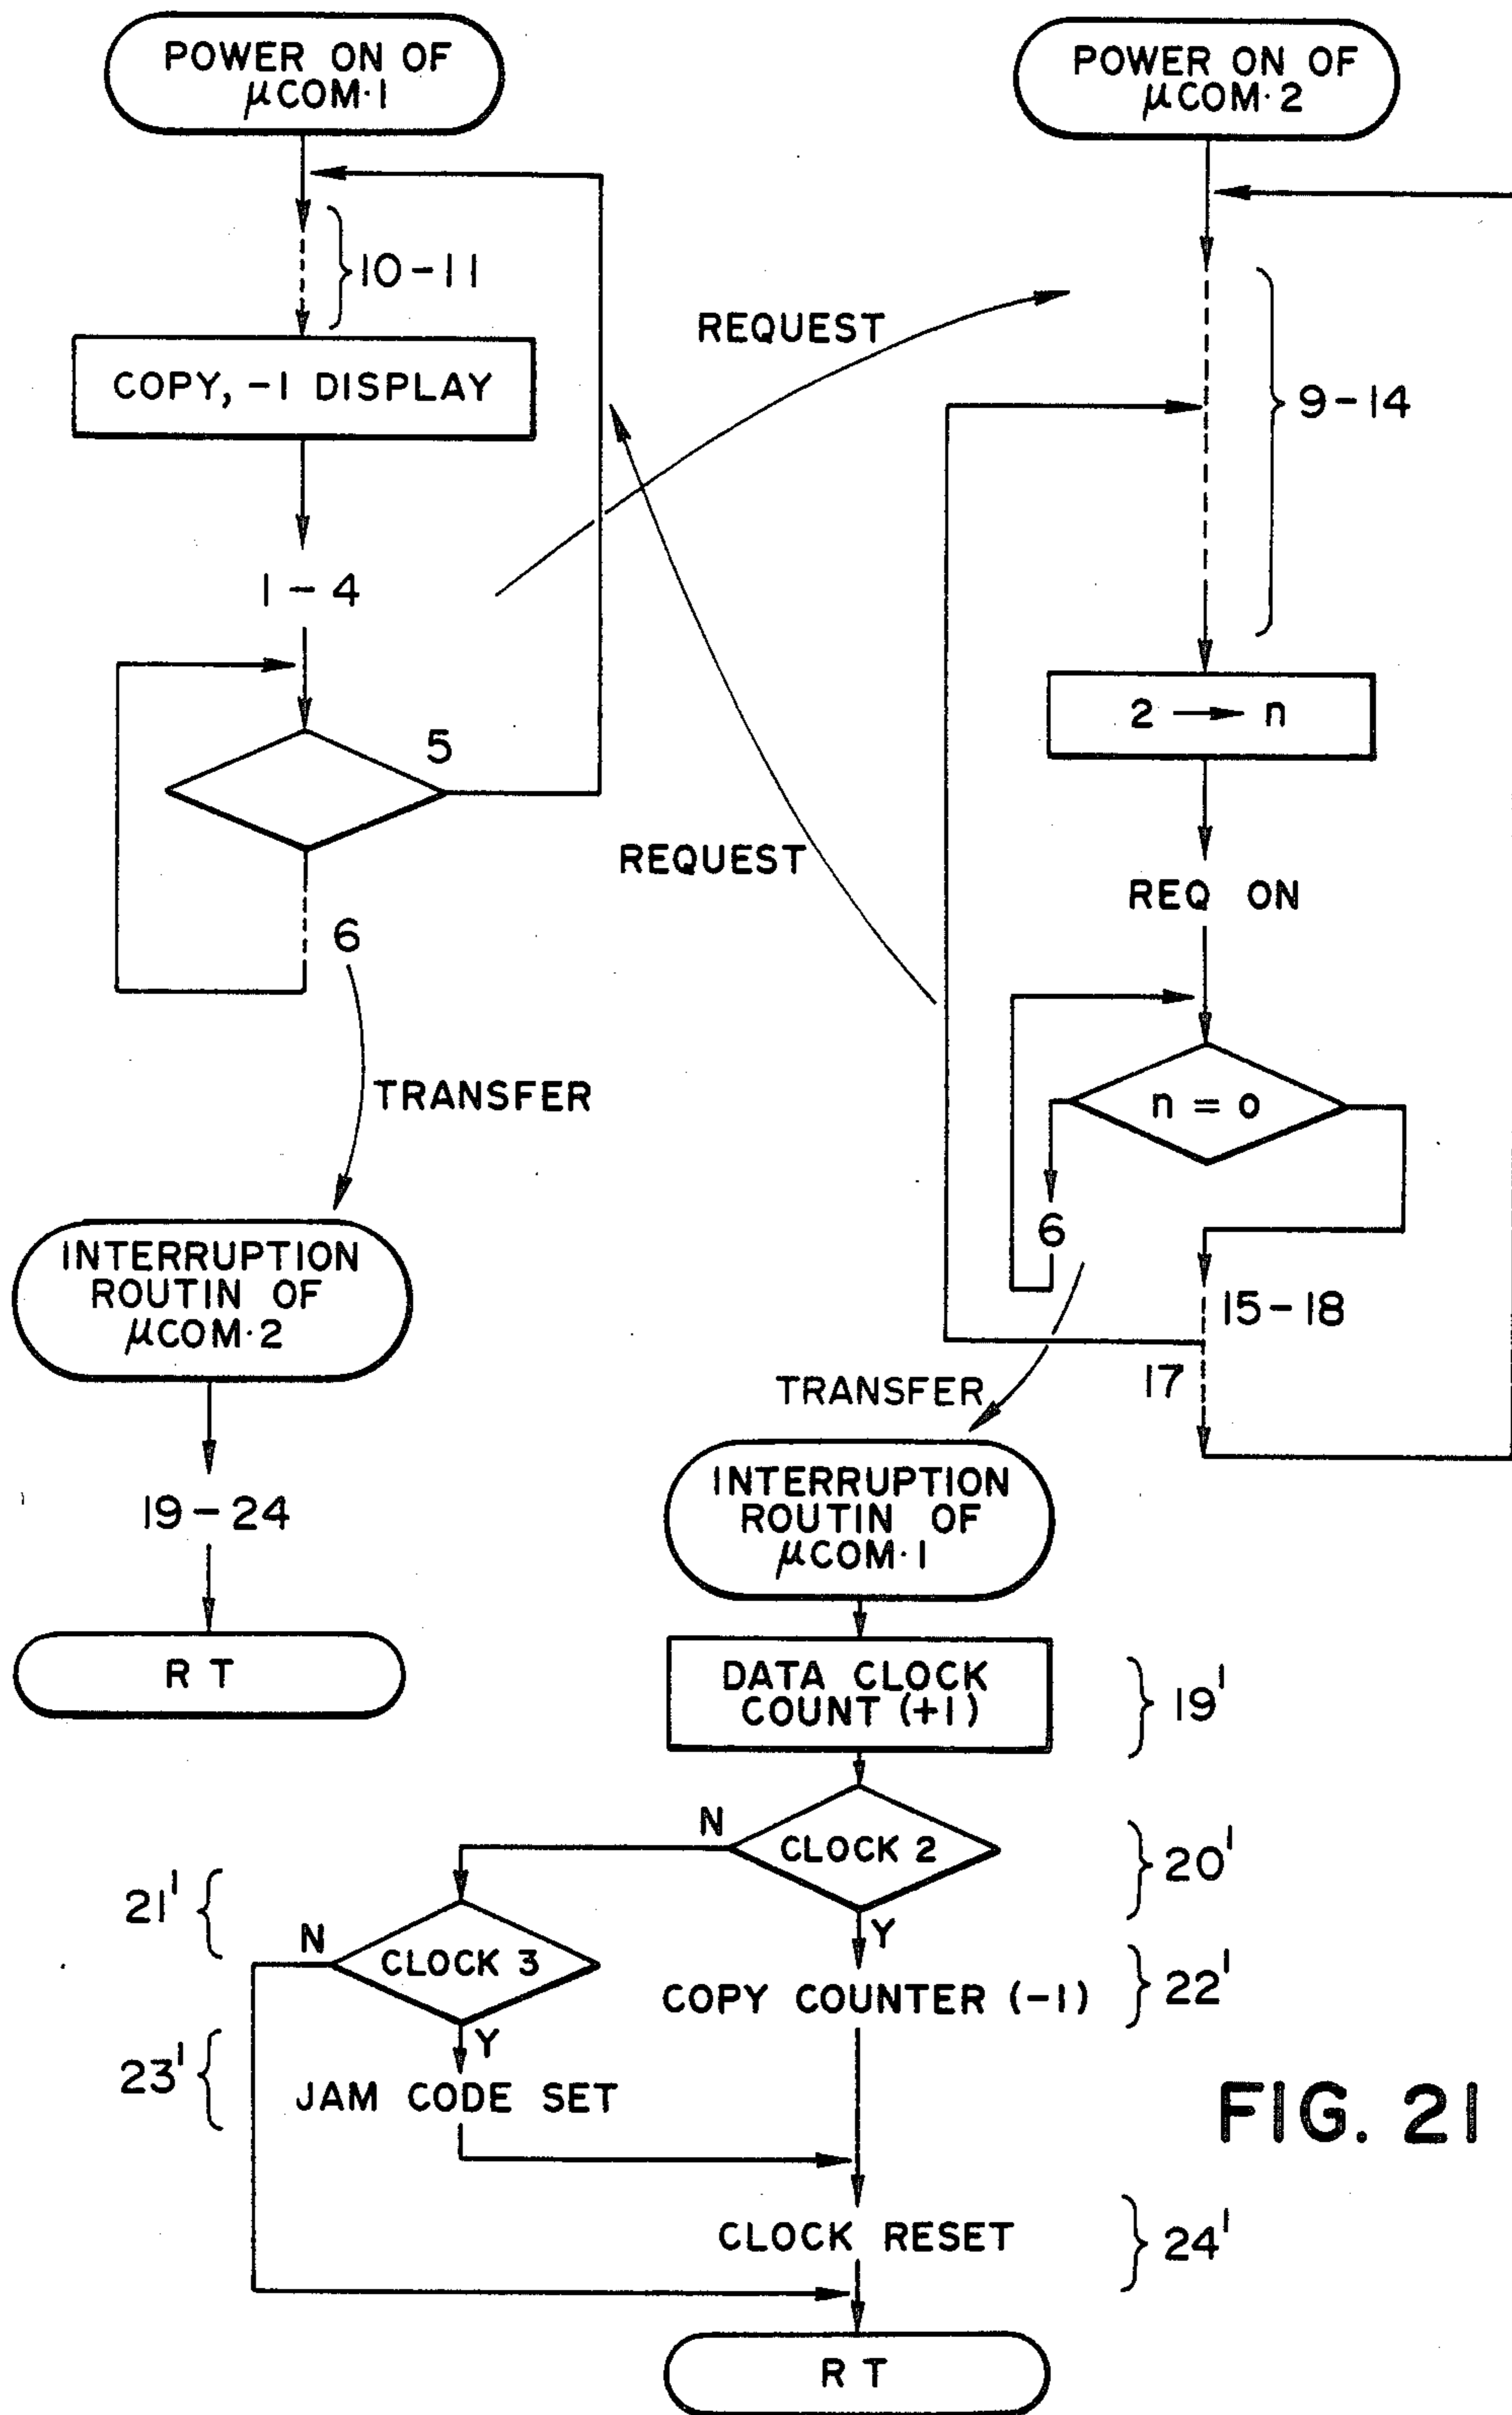 POWER ON OF
μCOM·1
10-11
COPY, -1 DISPLAY
1-4
5
6
TRANSFER
INTERRUPTION
ROUTIN OF
μCOM·2
19-24
RT
REQUEST
REQUEST
POWER ON OF
μCOM·2
9-14
2 → n
REQ ON
n = 0
6
15-18
17
TRANSFER
INTERRUPTION
ROUTIN OF
μCOM·1
DATA CLOCK
COUNT (+1)
19'
CLOCK 2
N
Y
20'
21'
CLOCK 3
N
Y
COPY COUNTER (-1)
22'
23'
JAM CODE SET
CLOCK RESET
24'
RT
FIG. 21